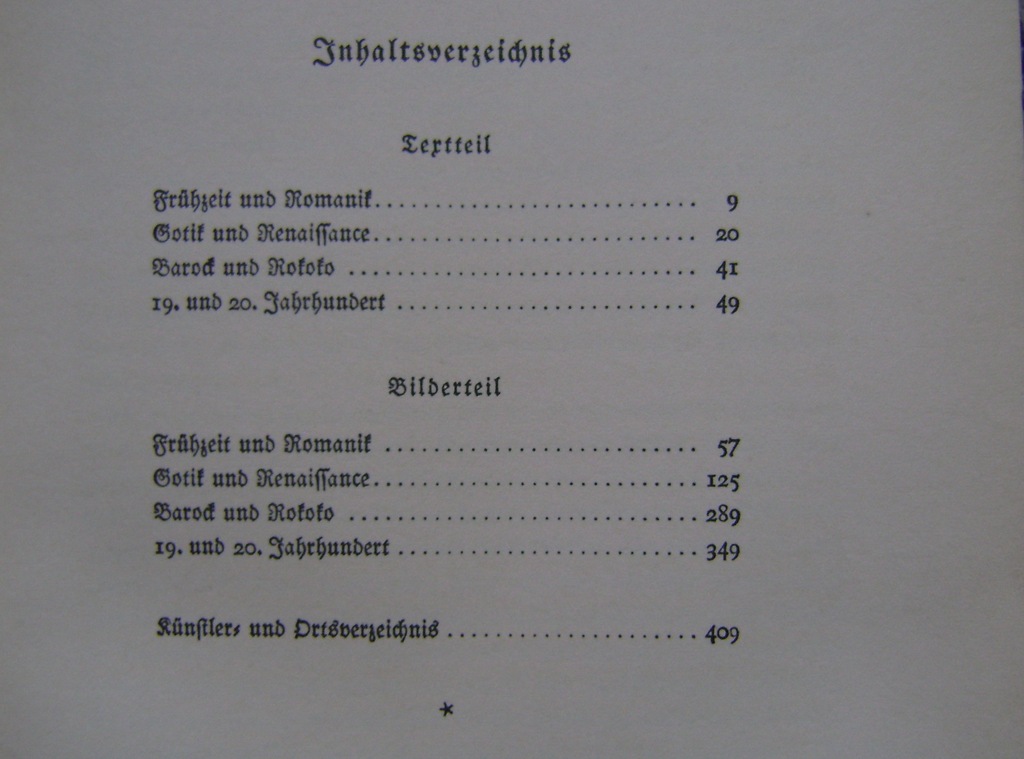 Inhaltsverzeichnis
Textteil
Frühzeit und Romanik............................ 9
Gotik und Renaissance............................ 20
Barock und Rokoko .............................. 41
19. und 20. Jahrhundert .......................... 49
Bilderteil
Frühzeit und Romanik ........................... 57
Gotik und Renaissance............................ 125
Barock und Rokoko .............................. 289
19. und 20. Jahrhundert .......................... 349
Künstler- und Ortsverzeichnis ...................... 409
*